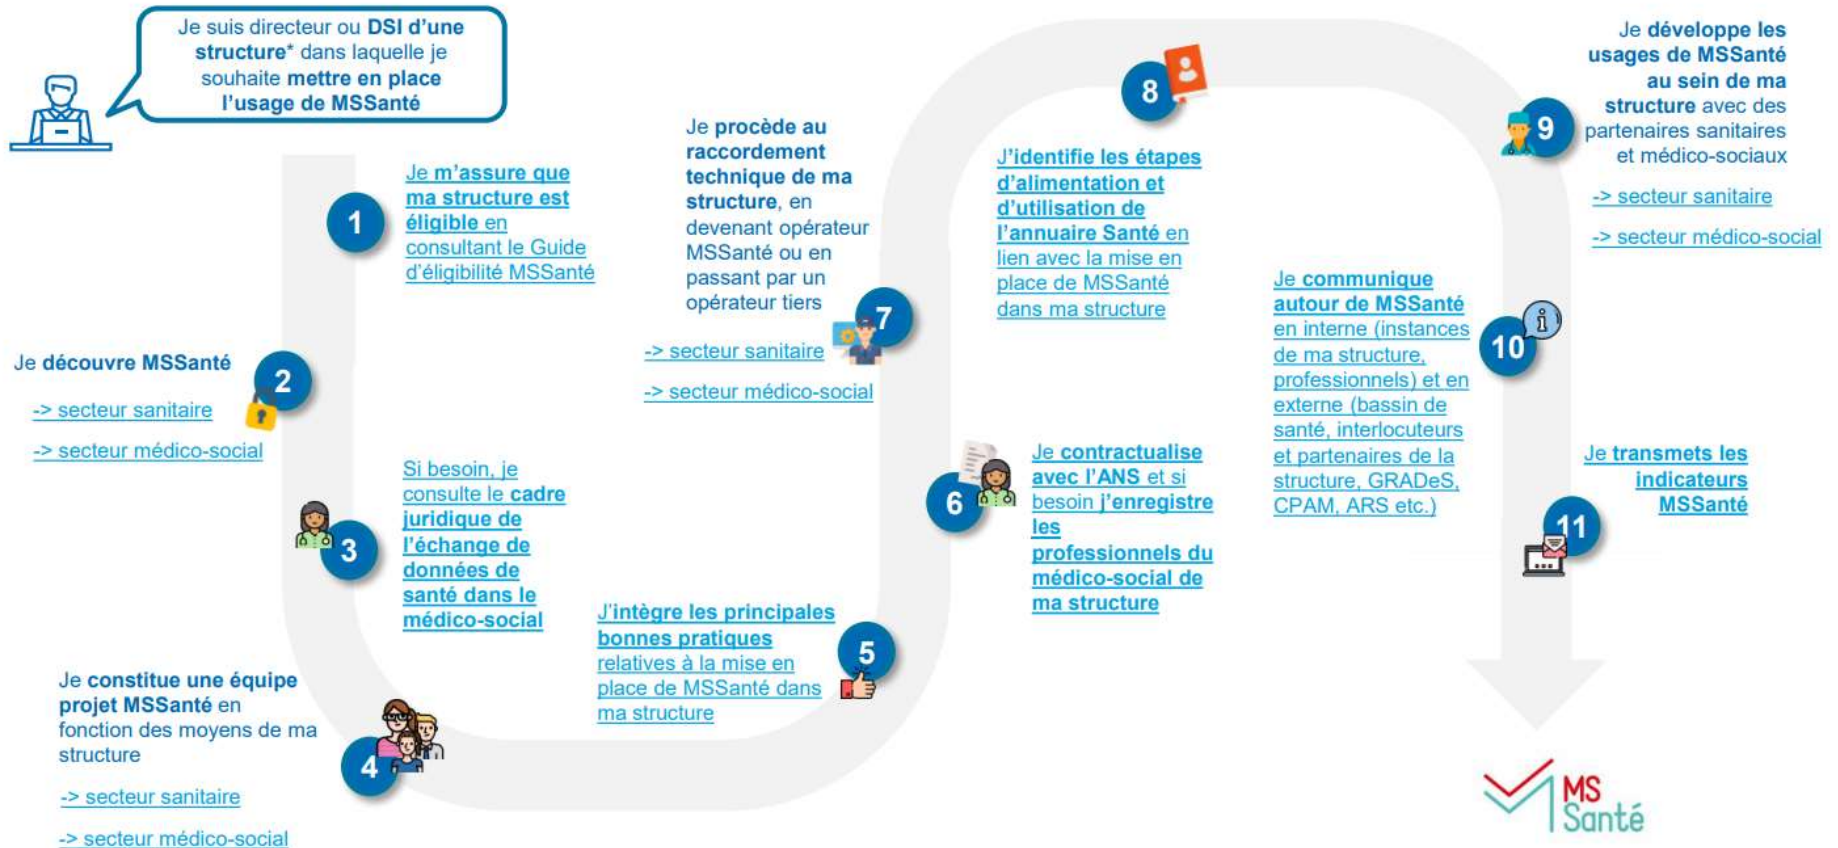 Je suis directeur ou DSI d'une
structure* dans laquelle je
souhaite mettre en place
l'usage de MSSanté
1
Je m'assure que
ma structure est
éligible en
consultant le Guide
d'éligibilité MSSanté
2
Je découvre MSSanté
-> secteur sanitaire
-> secteur médico-social
3
Si besoin, je
consulte le cadre
juridique de
l'échange de
données de
santé dans le
médico-social
4
Je constitue une équipe
projet MSSanté en
fonction des moyens de ma
structure
-> secteur sanitaire
-> secteur médico-social
5
J'intègre les principales
bonnes pratiques
relatives à la mise en
place de MSSanté dans
ma structure
6
Je contractualise
avec l'ANS et si
besoin j'enregistre
les
professionnels du
médico-social de
ma structure
7
Je procède au
raccordement
technique de ma
structure, en
devenant opérateur
MSSanté ou en
passant par un
opérateur tiers
-> secteur sanitaire
-> secteur médico-social
8
J'identifie les étapes
d'alimentation et
d'utilisation de
l'annuaire Santé en
lien avec la mise en
place de MSSanté
dans ma structure
9
Je développe les
usages de MSSanté
au sein de ma
structure avec des
partenaires sanitaires
et médico-sociaux
-> secteur sanitaire
-> secteur médico-social
10
i
Je communique
autour de MSSanté
en interne (instances
de ma structure,
professionnels) et en
externe (bassin de
santé, interlocuteurs
et partenaires de la
structure, GRADeS,
CPAM, ARS etc.)
11
Je transmets les
indicateurs
MSSanté
MS
Santé